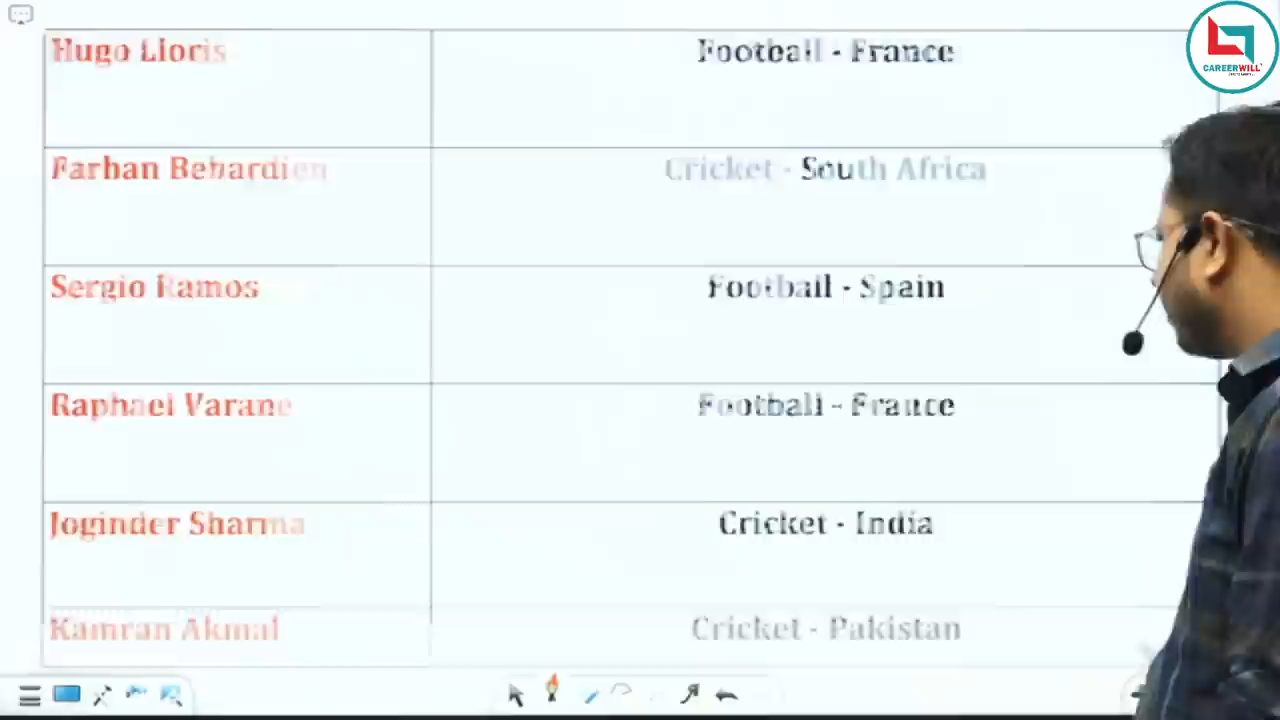 Hugo Lloris
Football - France
Farhan Behardien
Cricket - South Africa
Sergio Ramos
Football - Spain
Raphael Varane
Football - France
Joginder Sharma
Cricket - India
Kamran Akmal
Cricket - Pakistan
CAREERWILL